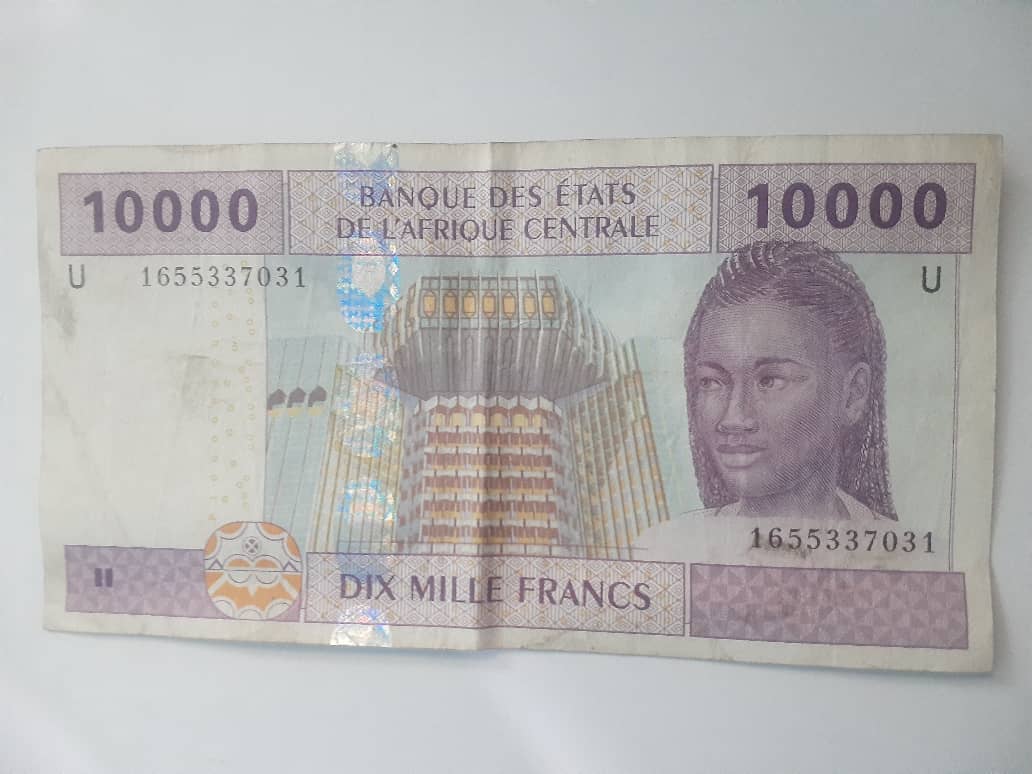 10000
BANQUE DES ÉTATS
DE L'AFRIQUE CENTRALE
10000
U 1655337031
U
1655337031
DIX MILLE FRANCS